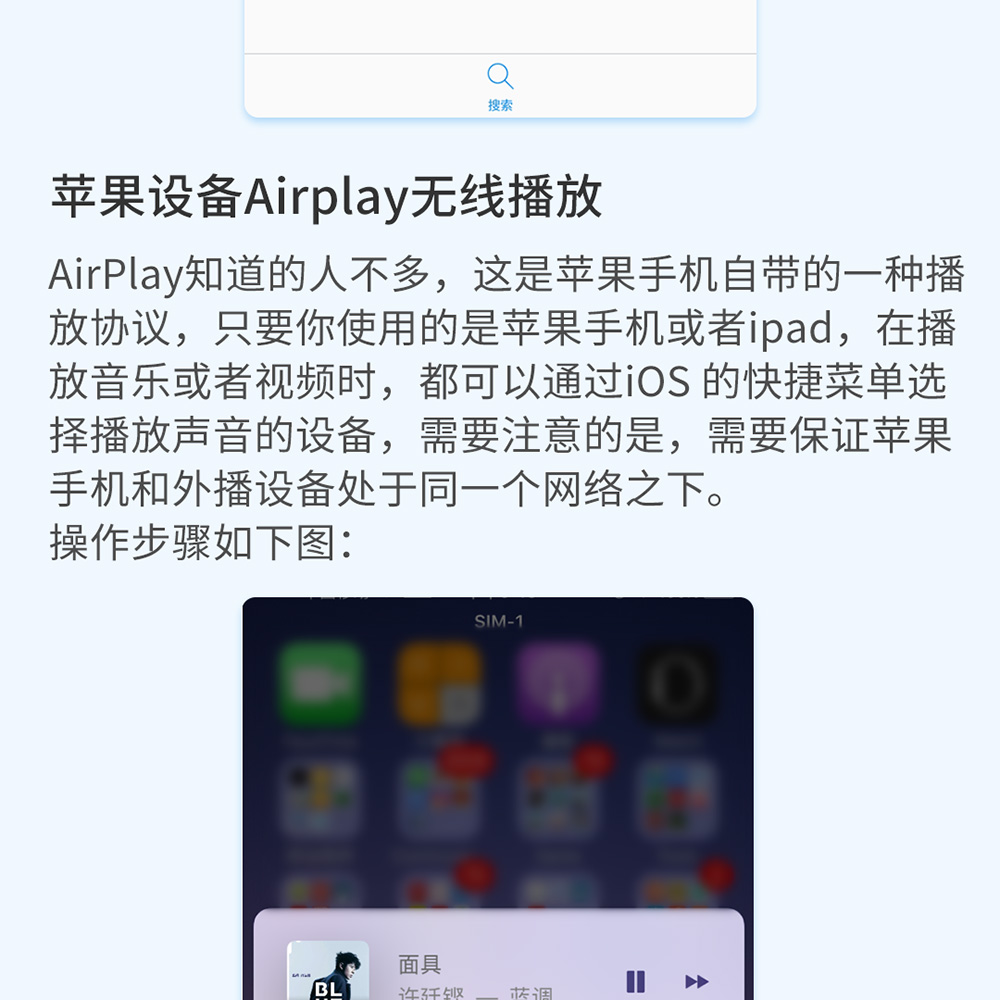 搜索
苹果设备Airplay无线播放
AirPlay知道的人不多，这是苹果手机自带的一种播
放协议，只要你使用的是苹果手机或者ipad，在播
放音乐或者视频时，都可以通过iOS 的快捷菜单选
择播放声音的设备，需要注意的是，需要保证苹果
手机和外播设备处于同一个网络之下。
操作步骤如下图：
SIM-1
面具
许廷铿 — 蓝调
BL